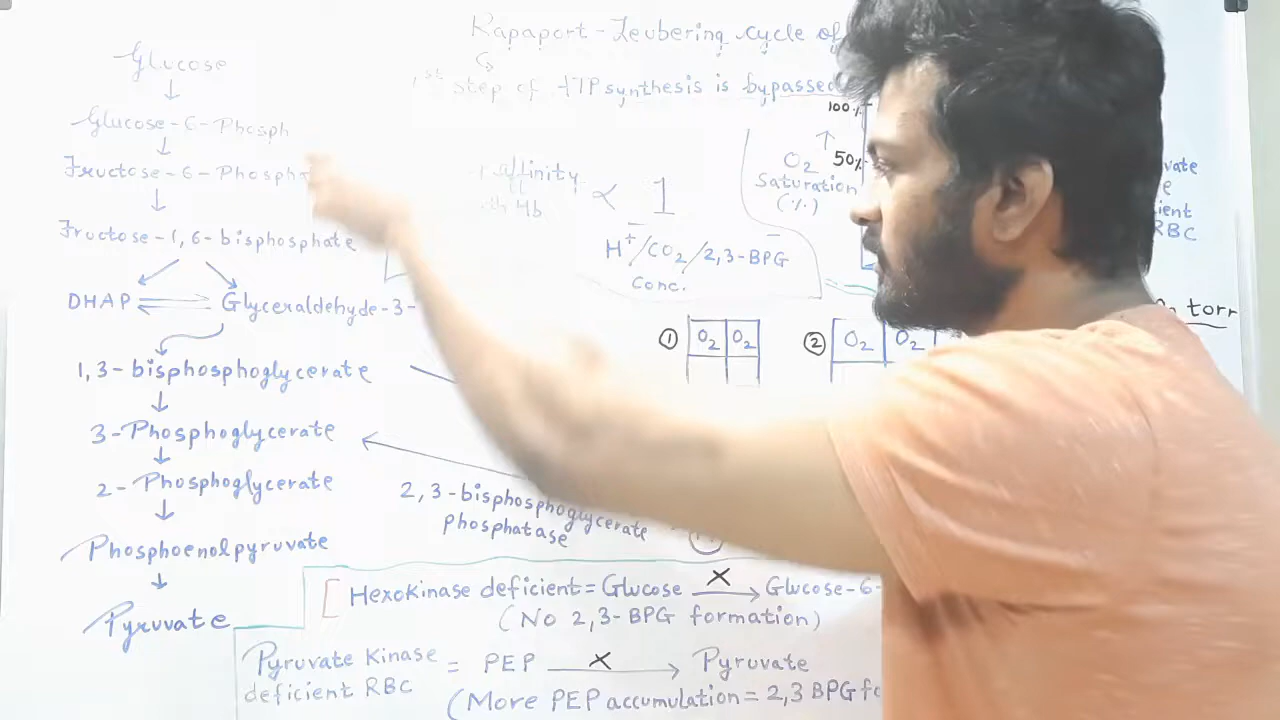 Rapaport-Leubering cycle of
1st step of ATP synthesis is bypassed
Glucose
↓
Glucose-6-Phosph
↓
Fructose-6-Phospha
↓
Fructose-1,6-bisphosphate
DHAP ⇌ Glyceraldehyde-3-
1,3-bisphosphoglycerate
↓
3-Phosphoglycerate
↓
2-Phosphoglycerate
↓
Phosphoenolpyruvate
↓
Pyruvate
affinity
Hb
∝ 1
H+/CO2/2,3-BPG
Conc.
100%
50%
↑
O2
Saturation
(%)
vate
e
ient
RBC
torr
① O2 O2
② O2 O2
2,3-bisphosphoglycerate
phosphatase
Hexokinase deficient = Glucose X→ Glucose-6-
(No 2,3-BPG formation)
Pyruvate Kinase
deficient RBC
= PEP X→ Pyruvate
(More PEP accumulation = 2,3 BPG fo